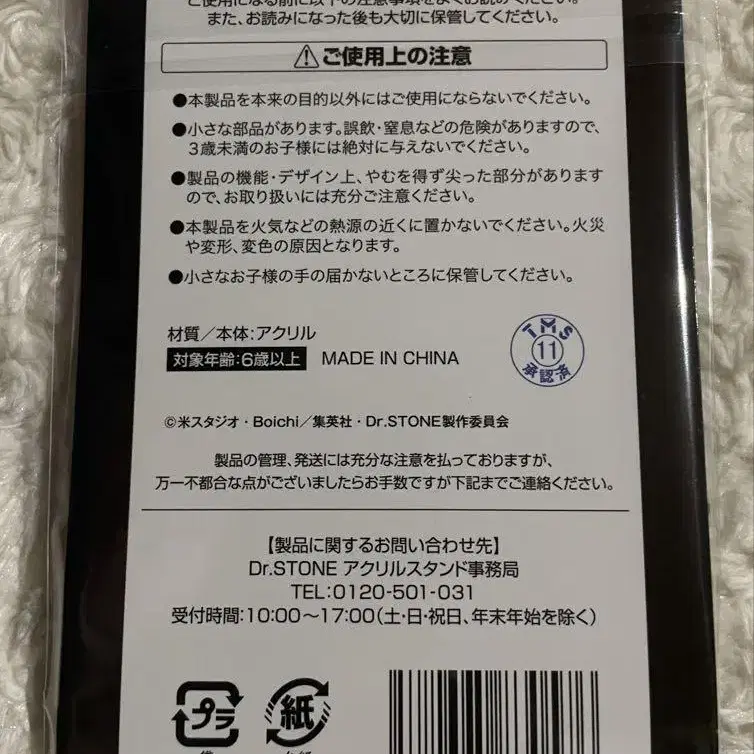 ご使用になる前に以下の注意事項をよくお読みください。
また、お読みになった後も大切に保管してください。
⚠ご使用上の注意
●本製品を本来の目的以外にはご使用にならないでください。
●小さな部品があります。誤飲・窒息などの危険がありますので、
3歳未満のお子様には絶対に与えないでください。
●製品の機能・デザイン上、やむを得ず尖った部分があります
ので、お取り扱いには充分ご注意ください。
●本製品を火気などの熱源の近くに置かないでください。火災
や変形、変色の原因となります。
●小さなお子様の手の届かないところに保管してください。
材質/本体:アクリル
対象年齢:6歳以上 MADE IN CHINA
TMS
11
承認済
©米スタジオ・Boichi/集英社・Dr.STONE製作委員会
製品の管理、発送には充分な注意を払っておりますが、
万一不都合な点がございましたらお手数ですが下記までご連絡ください。
【製品に関するお問い合わせ先】
Dr.STONE アクリルスタンド事務局
TEL:0120-501-031
受付時間:10:00〜17:00(土・日・祝日、年末年始を除く)
プラ 紙